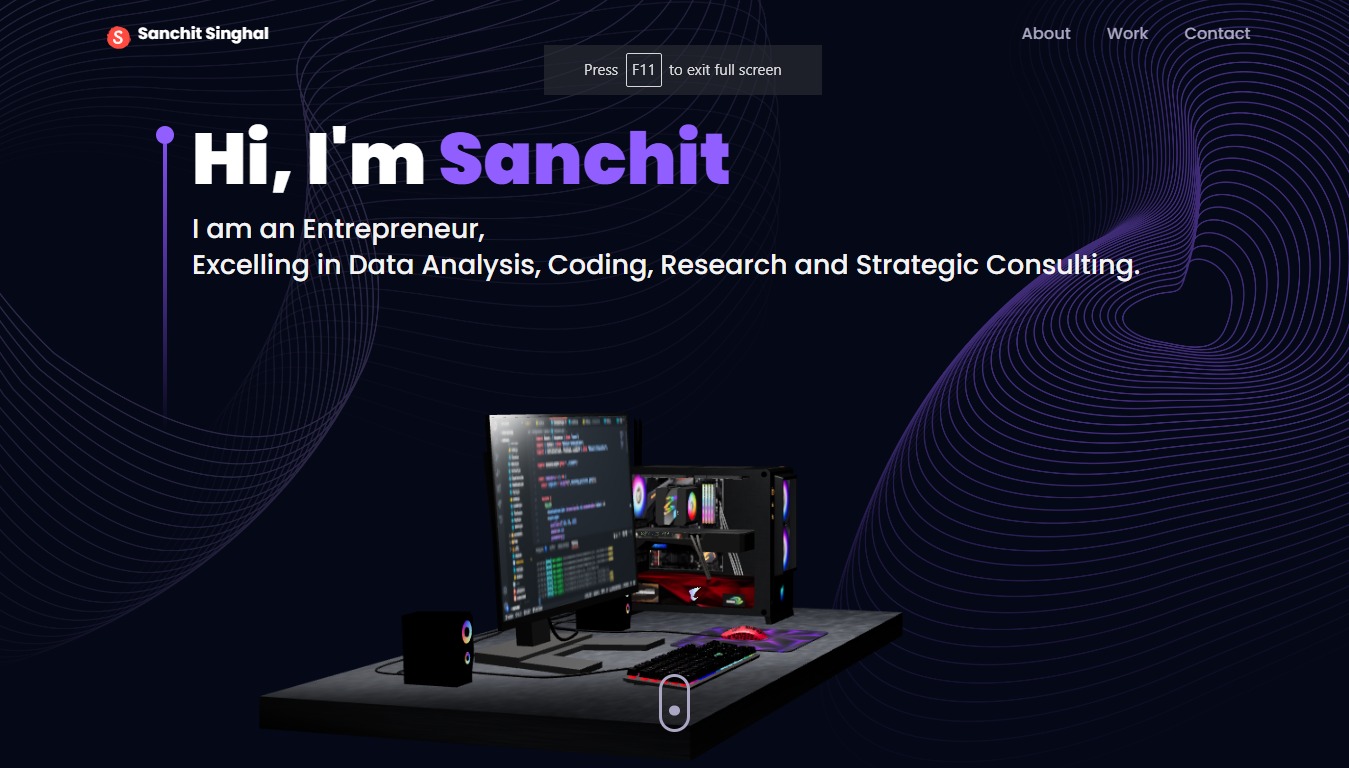 S Sanchit Singhal
About Work Contact
Press F11 to exit full screen
Hi, I'm Sanchit
I am an Entrepreneur,
Excelling in Data Analysis, Coding, Research and Strategic Consulting.